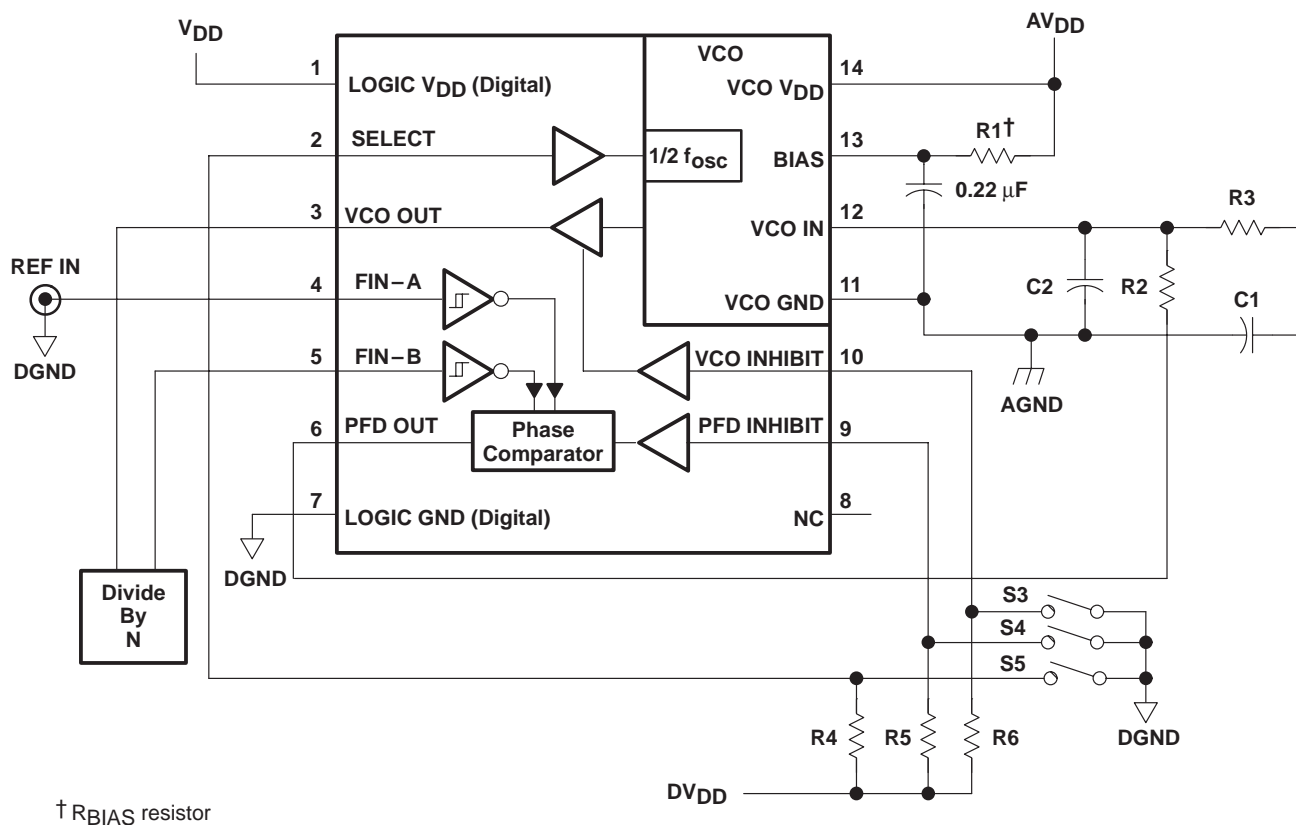 VDD
AVDD
VCO
1
LOGIC VDD (Digital)
VCO VDD
14
2
SELECT
1/2 fosc
BIAS
13
R1†
0.22 μF
3
VCO OUT
VCO IN
12
R3
REF IN
4
FIN–A
VCO GND
11
C2
R2
C1
DGND
5
FIN–B
VCO INHIBIT
10
AGND
6
PFD OUT
Phase
Comparator
PFD INHIBIT
9
7
LOGIC GND (Digital)
NC
8
DGND
Divide
By
N
S3
S4
S5
R4
R5
R6
DGND
DVDD
† RBIAS resistor